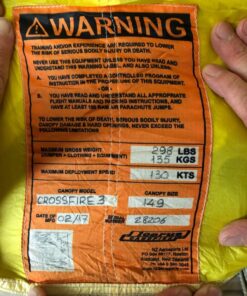 WARNING
TRAINING AND/OR EXPERIENCE ARE REQUIRED TO LOWER
THE RISK OF SERIOUS BODILY INJURY OR DEATH.
NEVER USE THIS EQUIPMENT UNLESS YOU HAVE READ AND
UNDERSTAND THIS WARNING LABEL AND:
A. YOU HAVE COMPLETED A CONTROLLED PROGRAM OF
INSTRUCTION IN THE PROPER USE OF THIS EQUIPMENT;
- OR -
B. YOU HAVE READ AND UNDERSTAND ALL APPROPRIATE
FLIGHT MANUALS AND PACKING INSTRUCTIONS, AND
HAVE AT LEAST 100 RAM AIR PARACHUTE JUMPS.
TO LOWER THE RISK OF DEATH, SERIOUS BODILY INJURY,
CANOPY DAMAGE & HARD OPENINGS, NEVER EXCEED THE
FOLLOWING LIMITATIONS
MAXIMUM GROSS WEIGHT
(JUMPER + CLOTHING + EQUIPMENT)
298 LBS
135 KGS
MAXIMUM DEPLOYMENT SPEED
130 KTS
CANOPY MODEL
CANOPY SIZE
CROSSFIRE 3
149
DATE OF
MFG
02/17
SERIAL
NUMBER
28206
NZ Aerosports Ltd